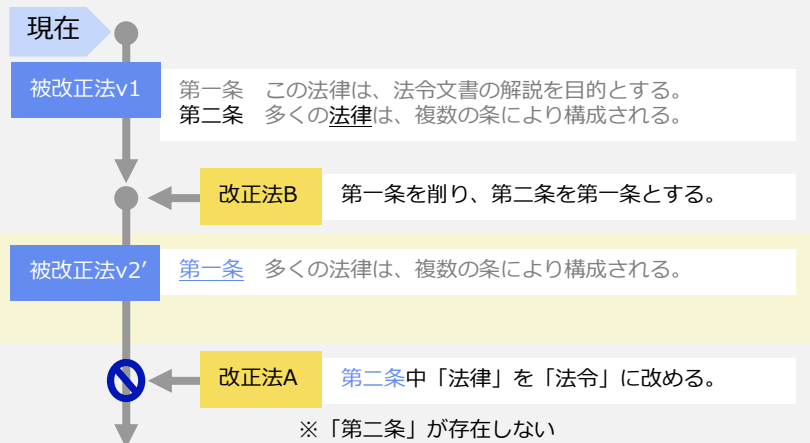 現在
被改正法v1
第一条　この法律は、法令文書の解説を目的とする。
第二条　多くの法律は、複数の条により構成される。
改正法B
第一条を削り、第二条を第一条とする。
被改正法v2′
第一条　多くの法律は、複数の条により構成される。
改正法A
第二条中「法律」を「法令」に改める。
※「第二条」が存在しない